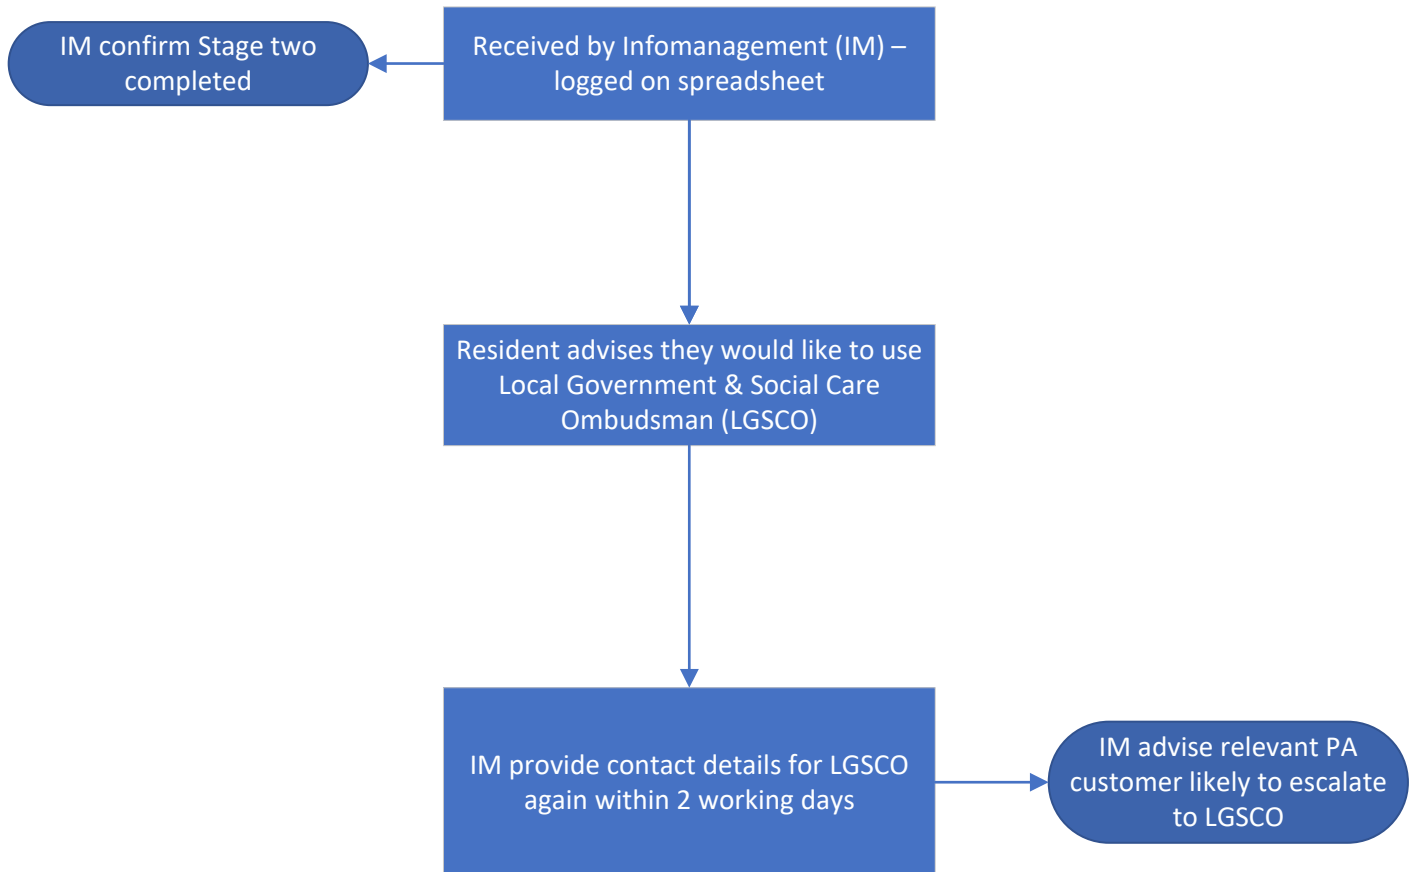 IM confirm Stage two
completed
Received by Infomanagement (IM) –
logged on spreadsheet
Resident advises they would like to use
Local Government & Social Care
Ombudsman (LGSCO)
IM provide contact details for LGSCO
again within 2 working days
IM advise relevant PA
customer likely to escalate
to LGSCO